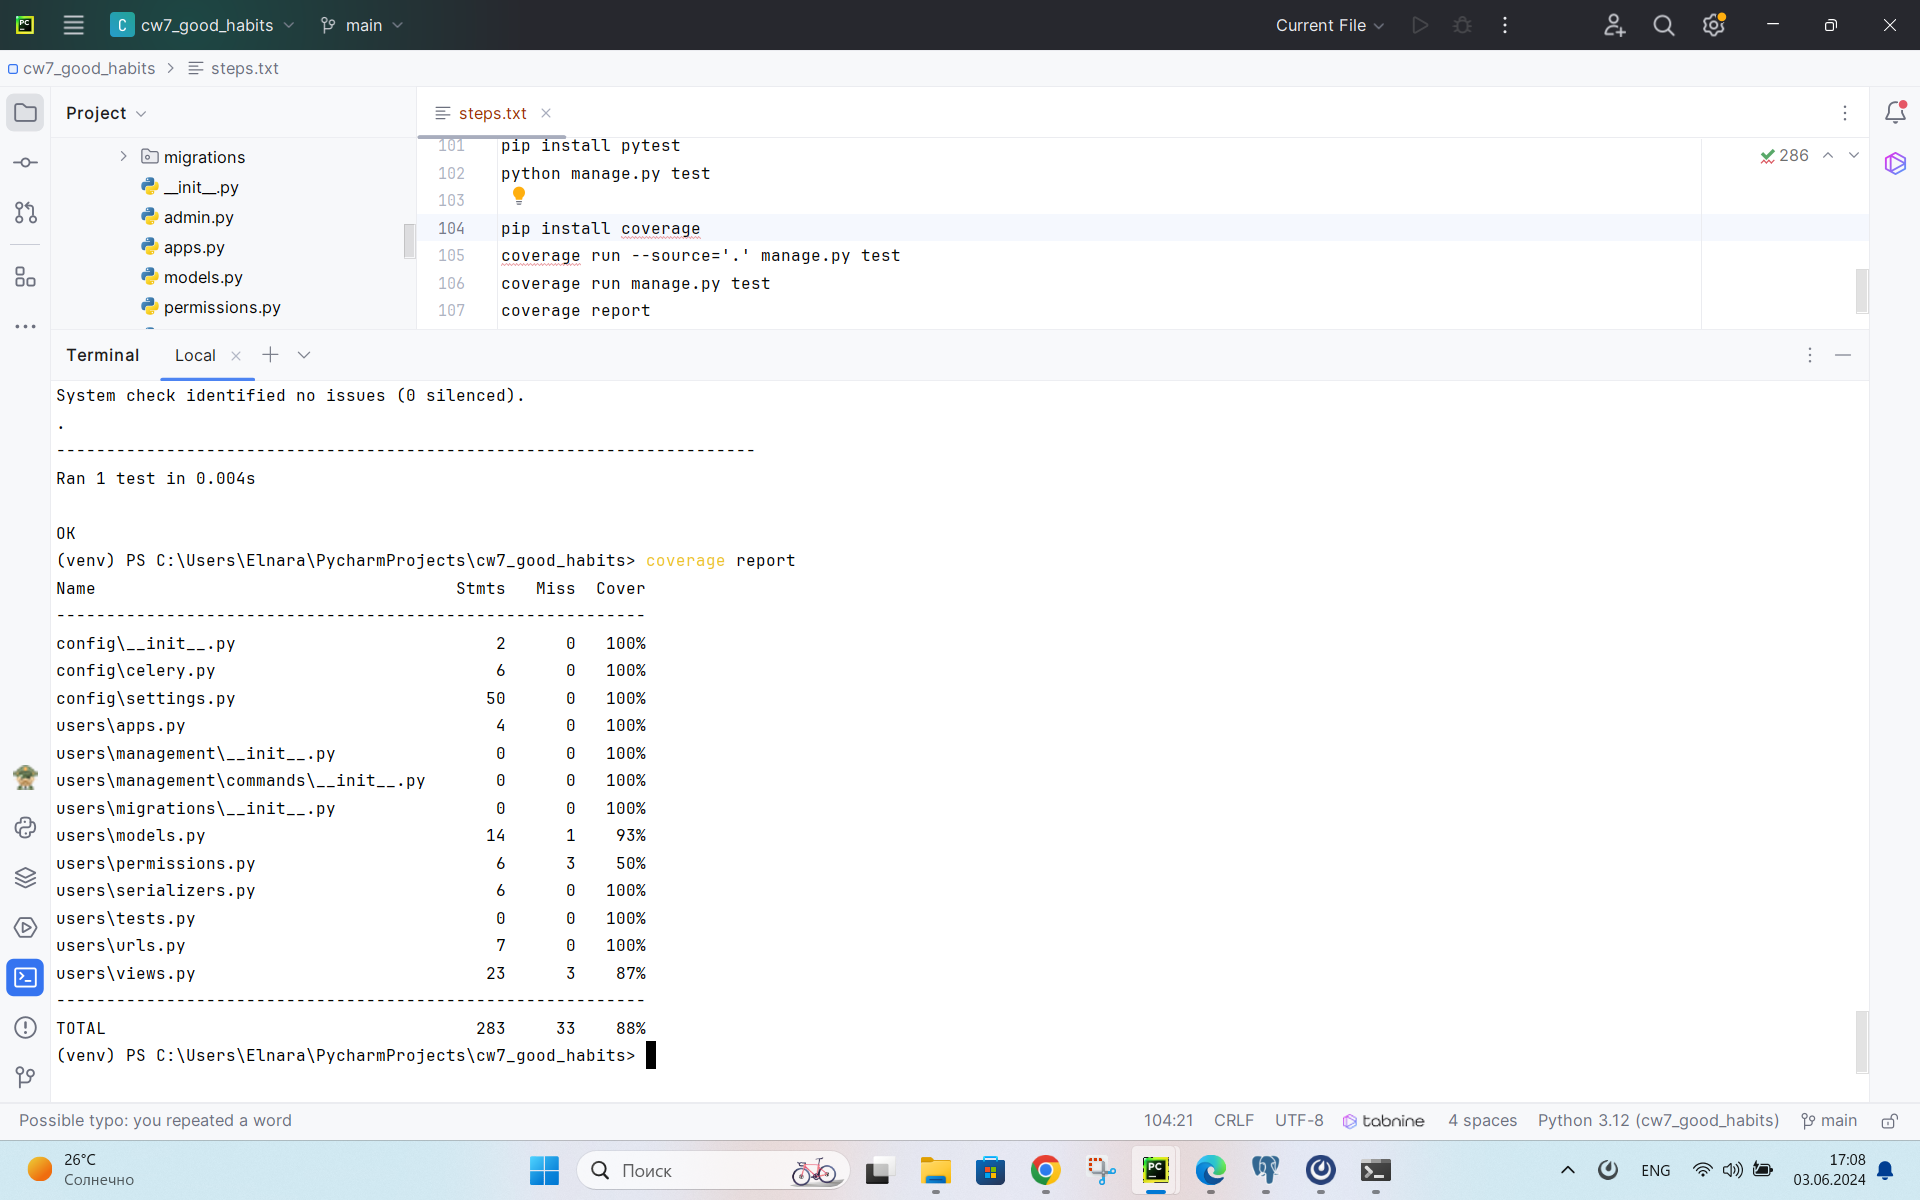 PC
C cw7_good_habits main Current File
cw7_good_habits > steps.txt
Project
migrations
__init__.py
admin.py
apps.py
models.py
permissions.py
steps.txt
286
101 pip install pytest
102 python manage.py test
103
104 pip install coverage
105 coverage run --source='.' manage.py test
106 coverage run manage.py test
107 coverage report
Terminal Local
System check identified no issues (0 silenced).
.
----------------------------------------------------------------------
Ran 1 test in 0.004s
OK
(venv) PS C:\Users\Elnara\PycharmProjects\cw7_good_habits> coverage report
Name Stmts Miss Cover
-----------------------------------------------------------
config\__init__.py 2 0 100%
config\celery.py 6 0 100%
config\settings.py 50 0 100%
users\apps.py 4 0 100%
users\management\__init__.py 0 0 100%
users\management\commands\__init__.py 0 0 100%
users\migrations\__init__.py 0 0 100%
users\models.py 14 1 93%
users\permissions.py 6 3 50%
users\serializers.py 6 0 100%
users\tests.py 0 0 100%
users\urls.py 7 0 100%
users\views.py 23 3 87%
-----------------------------------------------------------
TOTAL 283 33 88%
(venv) PS C:\Users\Elnara\PycharmProjects\cw7_good_habits>
Possible typo: you repeated a word 104:21 CRLF UTF-8 tabnine 4 spaces Python 3.12 (cw7_good_habits) main
26°C
Солнечно
Поиск
PC
ENG
17:08
03.06.2024